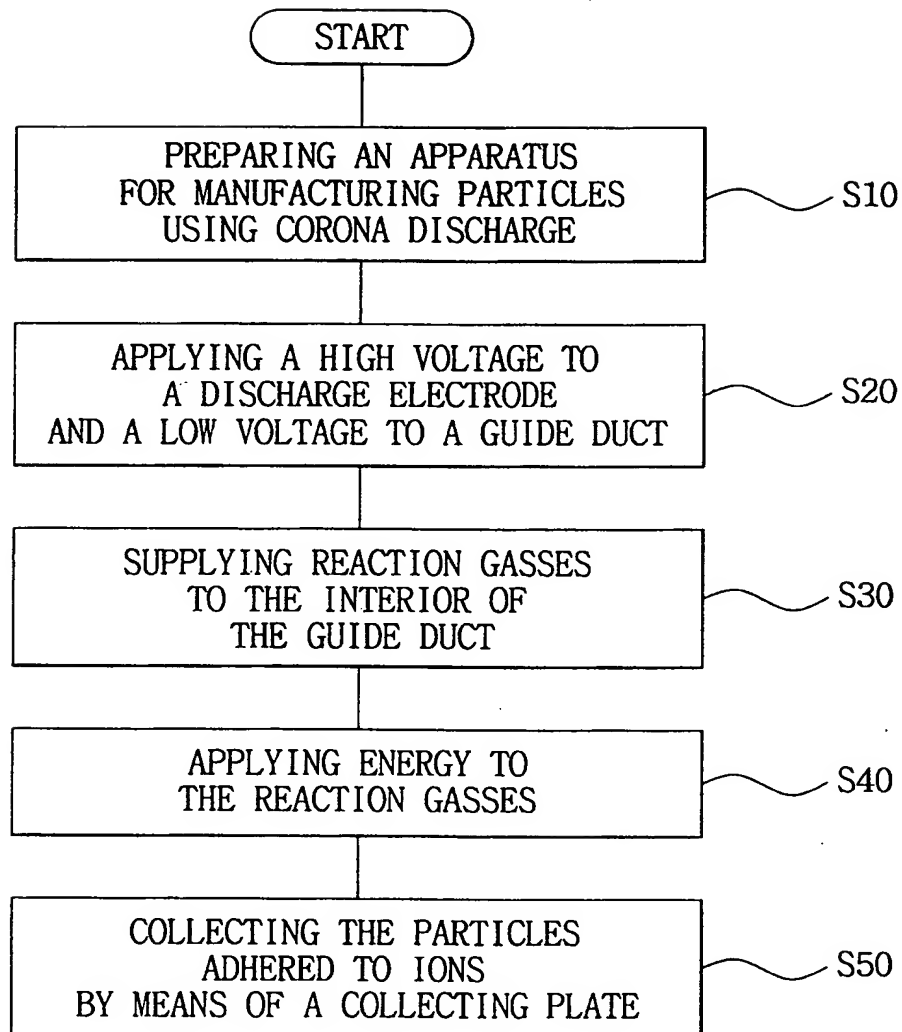 START
PREPARING AN APPARATUS
FOR MANUFACTURING PARTICLES
USING CORONA DISCHARGE
S10
APPLYING A HIGH VOLTAGE TO
A DISCHARGE ELECTRODE
AND A LOW VOLTAGE TO A GUIDE DUCT
S20
SUPPLYING REACTION GASSES
TO THE INTERIOR OF
THE GUIDE DUCT
S30
APPLYING ENERGY TO
THE REACTION GASSES
S40
COLLECTING THE PARTICLES
ADHERED TO IONS
BY MEANS OF A COLLECTING PLATE
S50